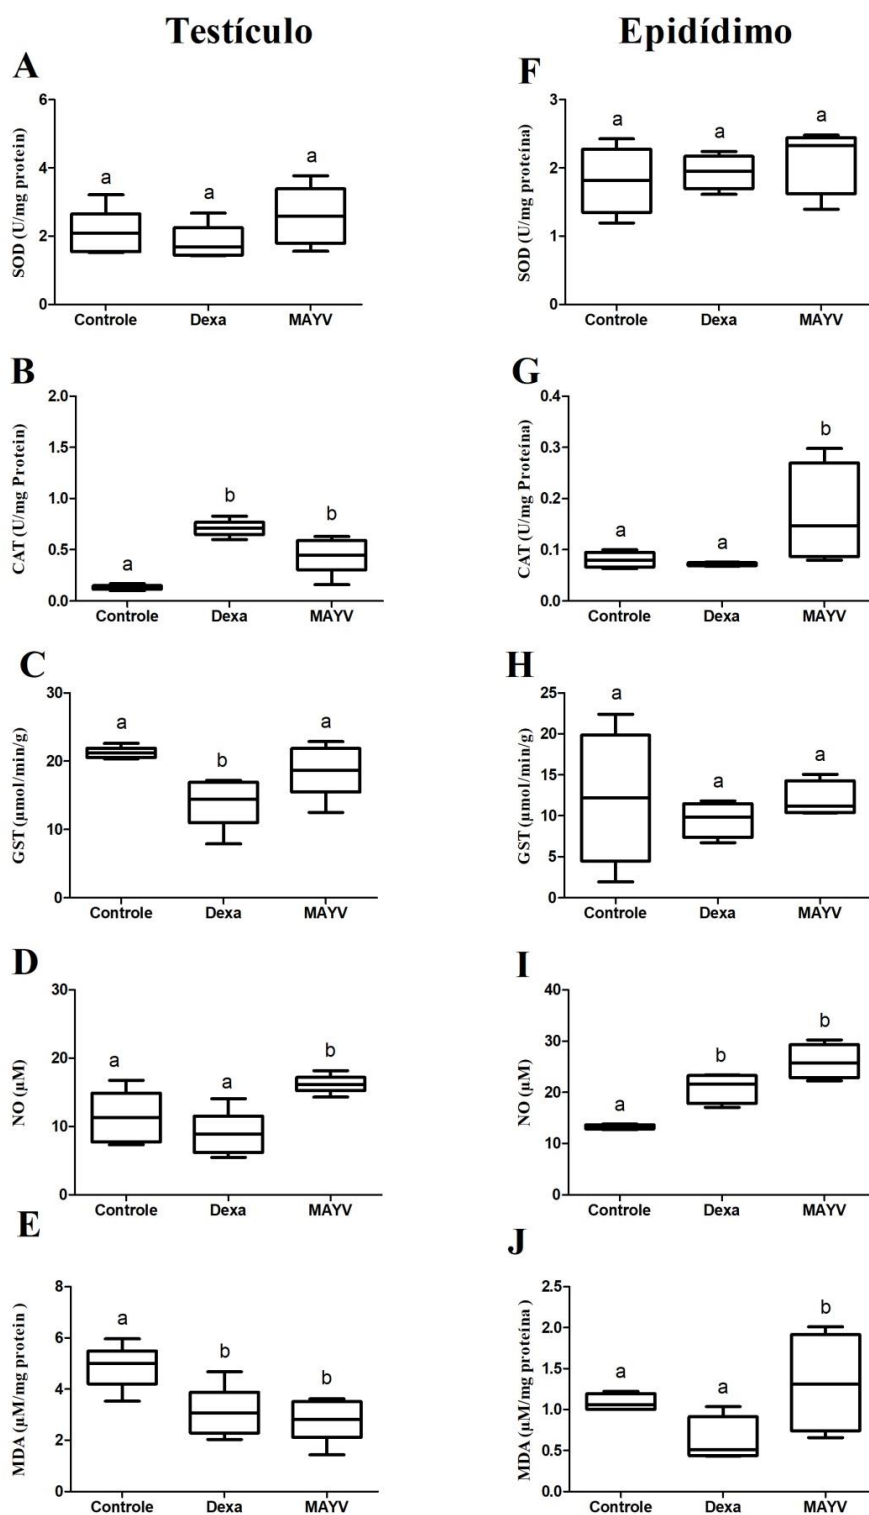 Testículo
Epidídimo
A
SOD (U/mg protein)
6
4
2
0
a
a
a
Controle Dexa MAYV
F
SOD (U/mg proteína)
3
2
1
0
a
a
a
Controle Dexa MAYV
B
CAT (U/mg Protein)
2.0
1.5
1.0
0.5
0.0
a
b
b
Controle Dexa MAYV
G
CAT (U/mg Proteína)
0.4
0.3
0.2
0.1
0.0
a
a
b
Controle Dexa MAYV
C
GST (µmol/min/g)
30
20
10
0
a
b
a
Controle Dexa MAYV
H
GST (µmol/min/g)
25
20
15
10
5
0
a
a
a
Controle Dexa MAYV
D
NO (µM)
30
20
10
0
a
a
b
Controle Dexa MAYV
I
NO (µM)
40
30
20
10
0
a
b
b
Controle Dexa MAYV
E
MDA (µM/mg protein )
8
6
4
2
0
a
b
b
Controle Dexa MAYV
J
MDA (µM/mg proteína )
2.5
2.0
1.5
1.0
0.5
0.0
a
a
b
Controle Dexa MAYV